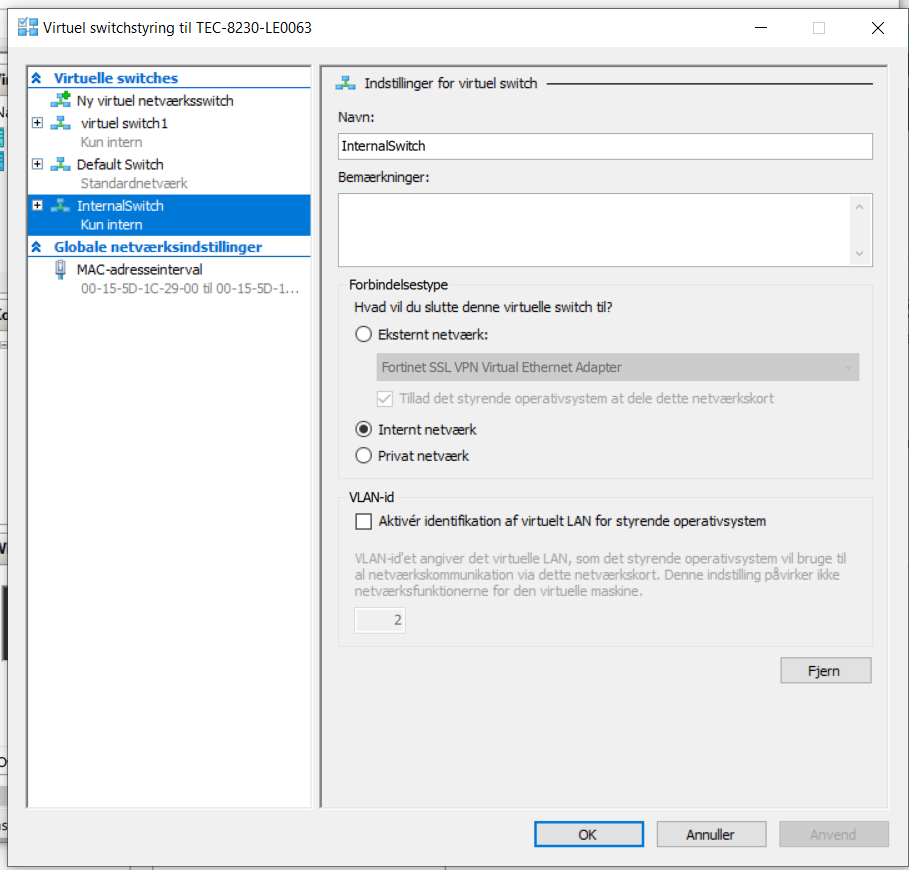 Virtuel switchstyring til TEC-8230-LE0063
Virtuelle switches
Ny virtuel netværksswitch
virtuel switch1
Kun intern
Default Switch
Standardnetværk
InternalSwitch
Kun intern
Globale netværksindstillinger
MAC-adresseinterval
00-15-5D-1C-29-00 til 00-15-5D-1...
Indstillinger for virtuel switch
Navn:
InternalSwitch
Bemærkninger:
Forbindelsestype
Hvad vil du slutte denne virtuelle switch til?
Eksternt netværk:
Fortinet SSL VPN Virtual Ethernet Adapter
Tillad det styrende operativsystem at dele dette netværkskort
Internt netværk
Privat netværk
VLAN-id
Aktivér identifikation af virtuelt LAN for styrende operativsystem
VLAN-id'et angiver det virtuelle LAN, som det styrende operativsystem vil bruge til
al netværkskommunikation via dette netværkskort. Denne indstilling påvirker ikke
netværksfunktionerne for den virtuelle maskine.
2
Fjern
OK
Annuller
Anvend